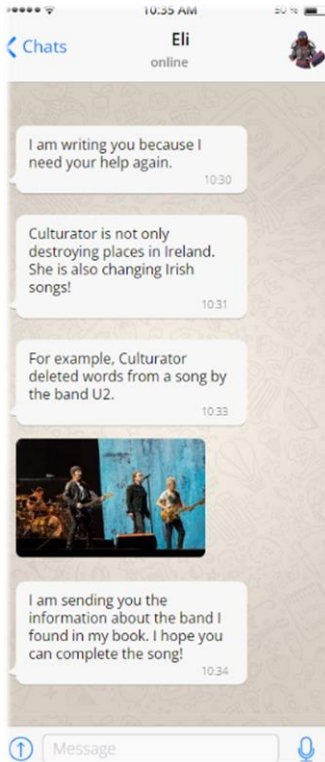 10:35 AM
50 %
Chats
Eli
online
I am writing you because I
need your help again.
10:30
Culturator is not only
destroying places in Ireland.
She is also changing Irish
songs!
10:31
For example, Culturator
deleted words from a song by
the band U2.
10:33
I am sending you the
information about the band I
found in my book. I hope you
can complete the song!
10:34
Message